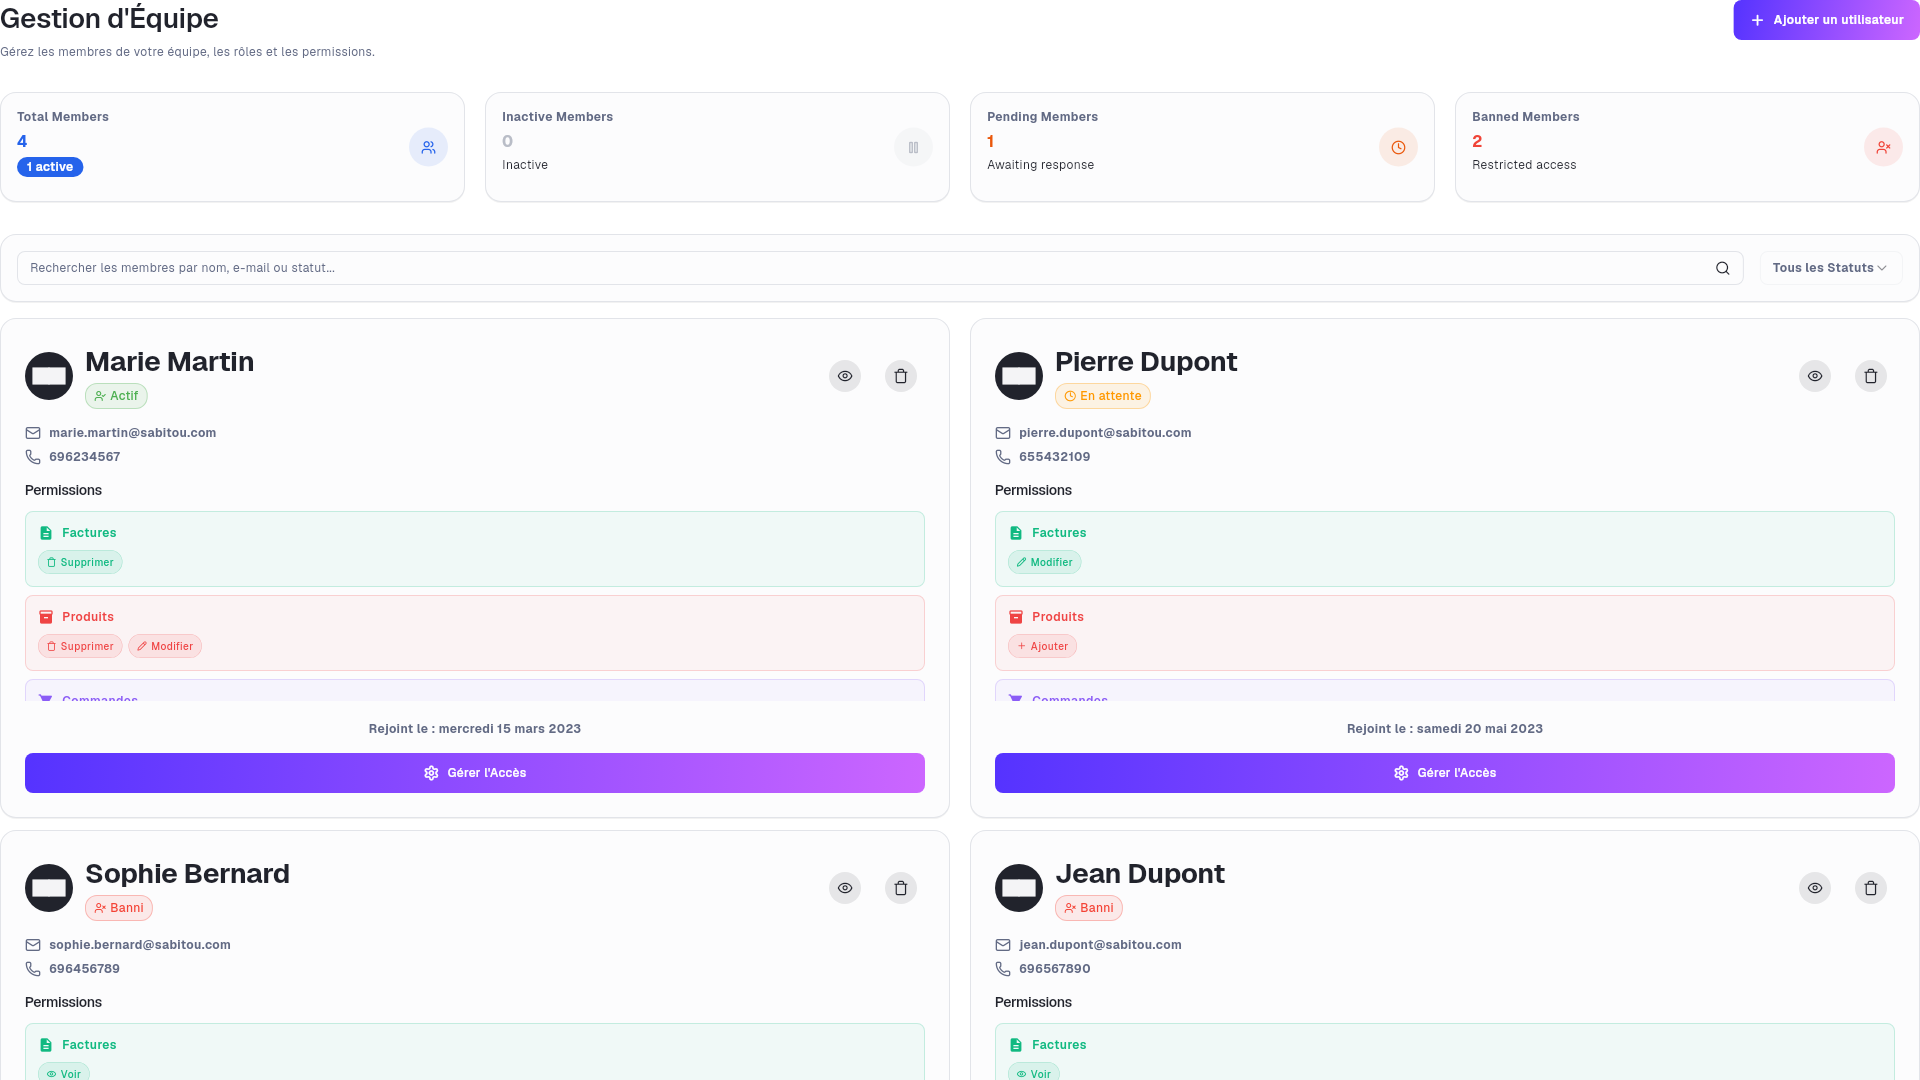 Gestion d'Équipe
Gérez les membres de votre équipe, les rôles et les permissions.
Ajouter un utilisateur
Total Members
4
1 active
Inactive Members
0
Inactive
Pending Members
1
Awaiting response
Banned Members
2
Restricted access
Rechercher les membres par nom, e-mail ou statut...
Tous les Statuts
Marie Martin
Actif
marie.martin@sabitou.com
696234567
Permissions
Factures
Supprimer
Produits
Supprimer Modifier
Commandes
Rejoint le : mercredi 15 mars 2023
Gérer l'Accès
Pierre Dupont
En attente
pierre.dupont@sabitou.com
655432109
Permissions
Factures
Modifier
Produits
Ajouter
Commandes
Rejoint le : samedi 20 mai 2023
Gérer l'Accès
Sophie Bernard
Banni
sophie.bernard@sabitou.com
696456789
Permissions
Factures
Voir
Jean Dupont
Banni
jean.dupont@sabitou.com
696567890
Permissions
Factures
Voir